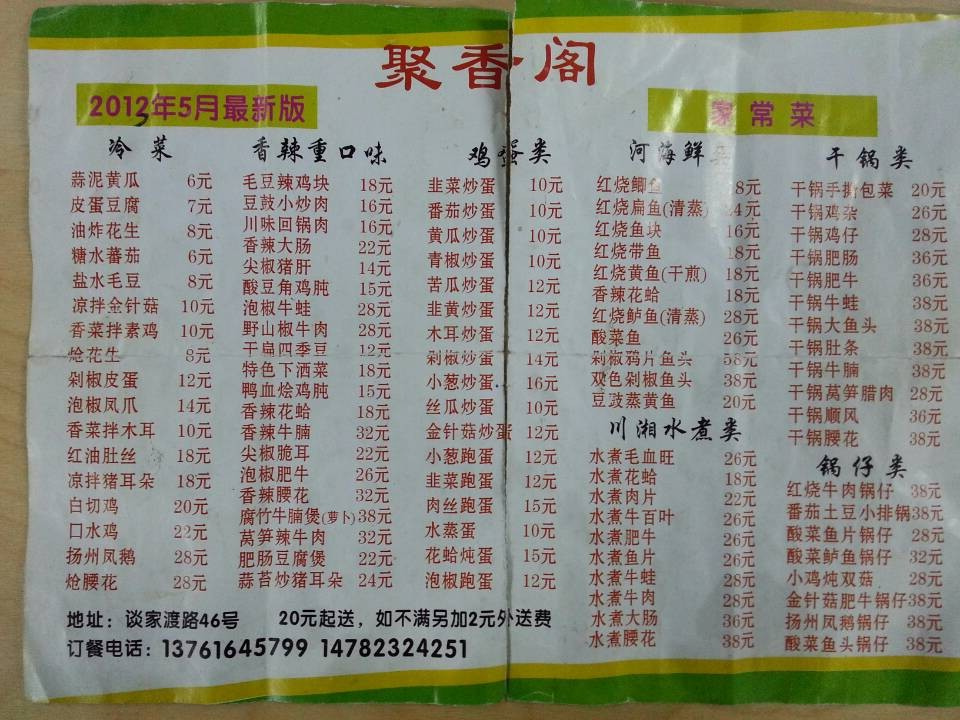 聚香阁
2013年5月最新版
家常菜
冷菜
蒜泥黄瓜 6元
皮蛋豆腐 7元
油炸花生 8元
糖水蕃茄 6元
盐水毛豆 8元
凉拌金针菇 10元
香菜拌素鸡 10元
炝花生 8元
剁椒皮蛋 12元
泡椒凤爪 14元
香菜拌木耳 10元
红油肚丝 18元
凉拌猪耳朵 18元
白切鸡 20元
口水鸡 22元
扬州凤鹅 28元
炝腰花 28元
香辣重口味
毛豆辣鸡块 18元
豆鼓小炒肉 16元
川味回锅肉 16元
香辣大肠 22元
尖椒猪肝 14元
酸豆角鸡肫 15元
泡椒牛蛙 28元
野山椒牛肉 28元
干扁四季豆 12元
特色下洒菜 18元
鸭血烩鸡肫 15元
香辣花蛤 18元
香辣牛腩 32元
尖椒脆耳 22元
泡椒肥牛 26元
香辣腰花 32元
腐竹牛腩煲(萝卜)38元
莴笋辣牛肉 32元
肥肠豆腐煲 22元
蒜苔炒猪耳朵 24元
鸡蛋类
韭菜炒蛋 10元
番茄炒蛋 10元
黄瓜炒蛋 10元
青椒炒蛋 10元
苦瓜炒蛋 12元
韭黄炒蛋 12元
木耳炒蛋 12元
剁椒炒蛋 14元
小葱炒蛋 16元
丝瓜炒蛋 10元
金针菇炒蛋 12元
小葱跑蛋 12元
韭菜跑蛋 12元
肉丝跑蛋 15元
水蒸蛋 10元
花蛤炖蛋 15元
泡椒跑蛋 12元
河海鲜类
红烧鲫鱼 8元
红烧扁鱼(清蒸) 24元
红烧鱼块 16元
红烧带鱼 18元
红烧黄鱼(干煎) 18元
香辣花蛤 18元
红烧鲈鱼(清蒸) 28元
酸菜鱼 26元
剁椒鸦片鱼头 58元
双色剁椒鱼头 38元
豆豉蒸黄鱼 20元
川湘水煮类
水煮毛血旺 26元
水煮花蛤 18元
水煮肉片 22元
水煮牛百叶 26元
水煮肥牛 26元
水煮鱼片 26元
水煮牛蛙 28元
水煮牛肉 28元
水煮大肠 36元
水煮腰花 38元
干锅类
干锅手撕包菜 20元
干锅鸡杂 26元
干锅鸡仔 28元
干锅肥肠 36元
干锅肥牛 36元
干锅牛蛙 38元
干锅大鱼头 38元
干锅肚条 38元
干锅牛腩 38元
干锅莴笋腊肉 28元
干锅顺风 36元
干锅腰花 38元
锅仔类
红烧牛肉锅仔 38元
番茄土豆小排锅38元
酸菜鱼片锅仔 28元
酸菜鲈鱼锅仔 32元
小鸡炖双菇 28元
金针菇肥牛锅仔38元
扬州凤鹅锅仔 38元
酸菜鱼头锅仔 38元
地址：谈家渡路46号 20元起送，如不满另加2元外送费
订餐电话：13761645799 14782324251